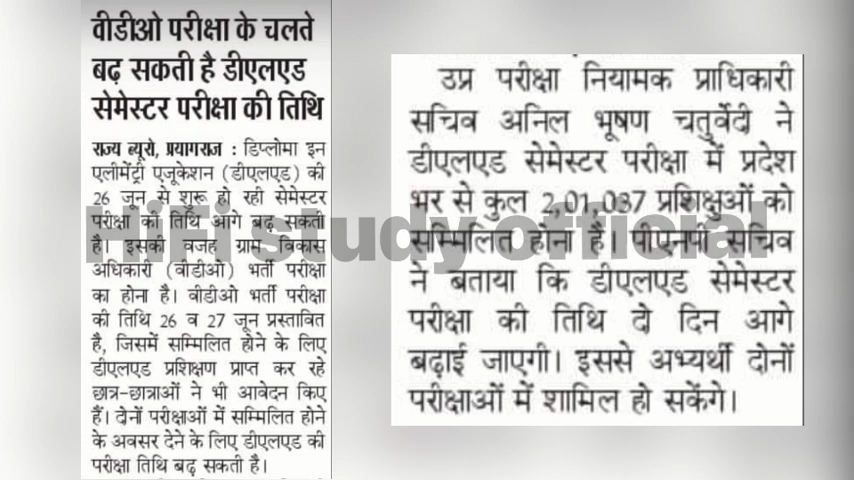 वीडीओ परीक्षा के चलते
बढ़ सकती है डीएलएड
सेमेस्टर परीक्षा की तिथि
राज्य ब्यूरो, प्रयागराज : डिप्लोमा इन
एलीमेंट्री एजूकेशन (डीएलएड) की
26 जून से शुरू हो रही सेमेस्टर
परीक्षा की तिथि आगे बढ़ सकती
है। इसकी वजह ग्राम विकास
अधिकारी (वीडीओ) भर्ती परीक्षा
का होना है। वीडीओ भर्ती परीक्षा
की तिथि 26 व 27 जून प्रस्तावित
है, जिसमें सम्मिलित होने के लिए
डीएलएड प्रशिक्षण प्राप्त कर रहे
छात्र-छात्राओं ने भी आवेदन किए
हैं। दोनों परीक्षाओं में सम्मिलित होने
के अवसर देने के लिए डीएलएड की
परीक्षा तिथि बढ़ सकती है।
उप्र परीक्षा नियामक प्राधिकारी
सचिव अनिल भूषण चतुर्वेदी ने
डीएलएड सेमेस्टर परीक्षा में प्रदेश
भर से कुल 2,01,037 प्रशिक्षुओं को
सम्मिलित होना है। पीएनपी सचिव
ने बताया कि डीएलएड सेमेस्टर
परीक्षा की तिथि दो दिन आगे
बढ़ाई जाएगी। इससे अभ्यर्थी दोनों
परीक्षाओं में शामिल हो सकेंगे।
HiFi study official